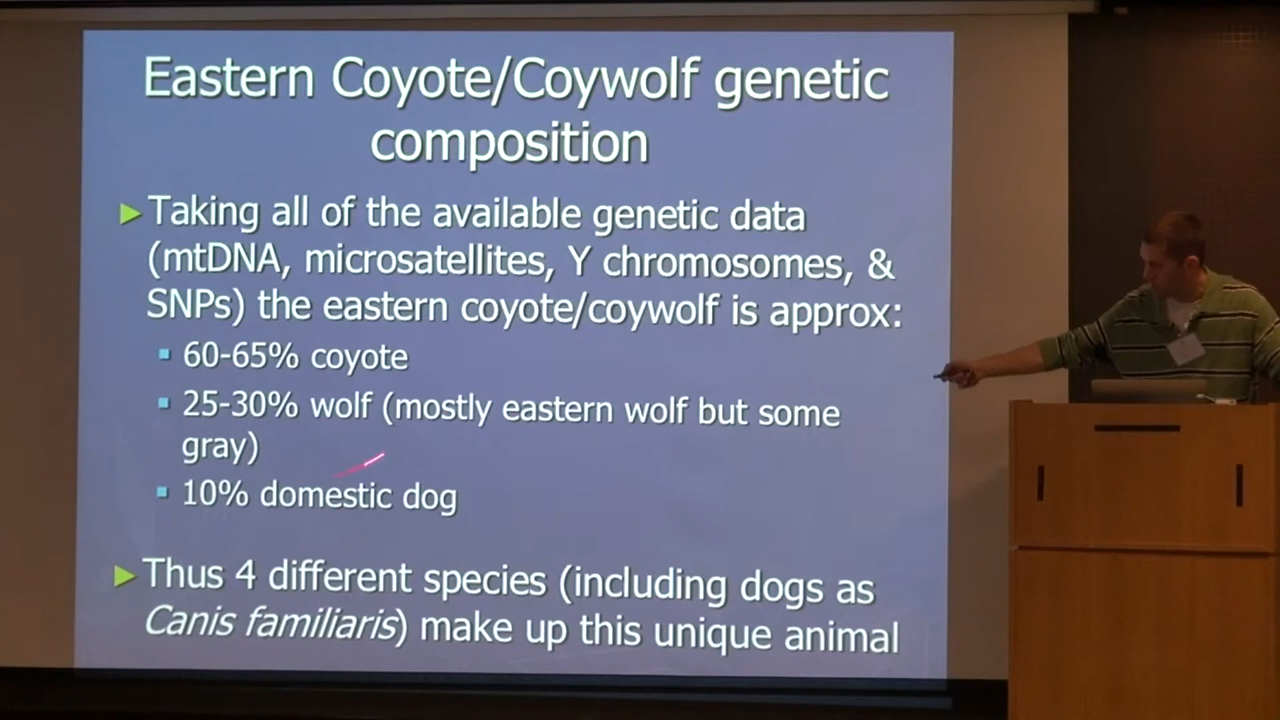 Eastern Coyote/Coywolf genetic
composition
Taking all of the available genetic data
(mtDNA, microsatellites, Y chromosomes, &
SNPs) the eastern coyote/coywolf is approx:
60-65% coyote
25-30% wolf (mostly eastern wolf but some
gray)
10% domestic dog
Thus 4 different species (including dogs as
Canis familiaris) make up this unique animal